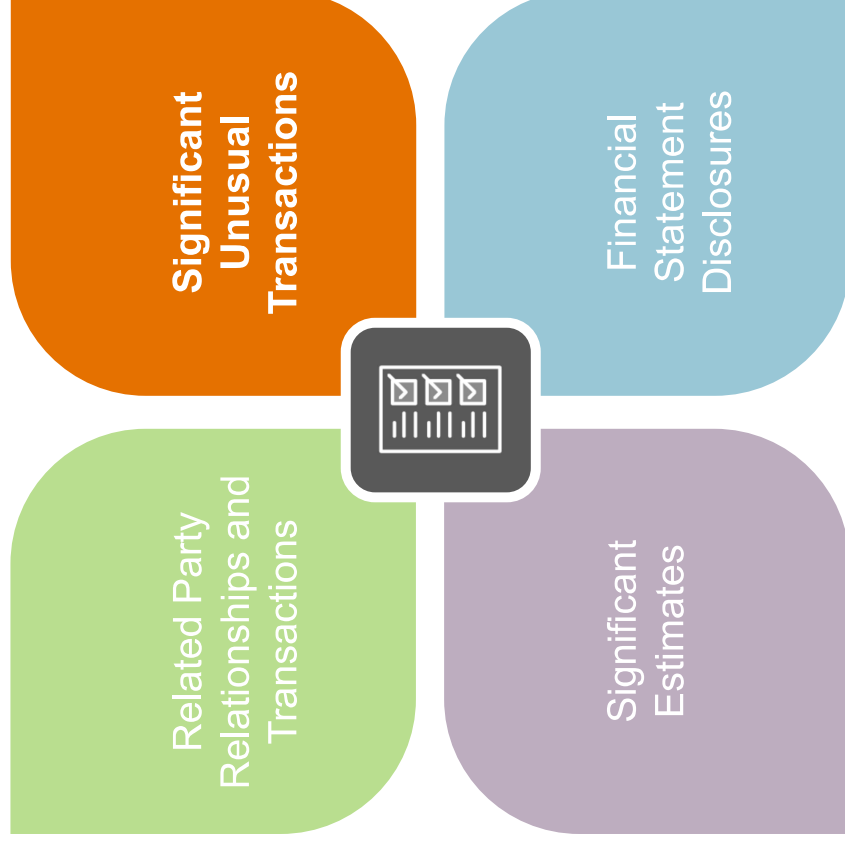 Related Party
Relationships and
Transactions
Significant
Unusual
Transactions
Significant
Estimates
Financial
Statement
Disclosures